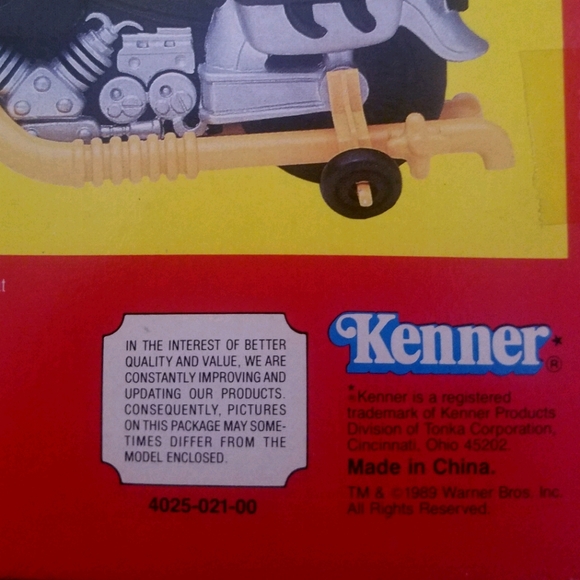 t
IN THE INTEREST OF BETTER
QUALITY AND VALUE, WE ARE
CONSTANTLY IMPROVING AND
UPDATING OUR PRODUCTS.
CONSEQUENTLY, PICTURES
ON THIS PACKAGE MAY SOME-
TIMES DIFFER FROM THE
MODEL ENCLOSED.
4025-021-00
Kenner*®
*Kenner is a registered
trademark of Kenner Products
Division of Tonka Corporation,
Cincinnati, Ohio 45202
Made in China.
TM & ©1989 Warner Bros. Inc.
All Rights Reserved.